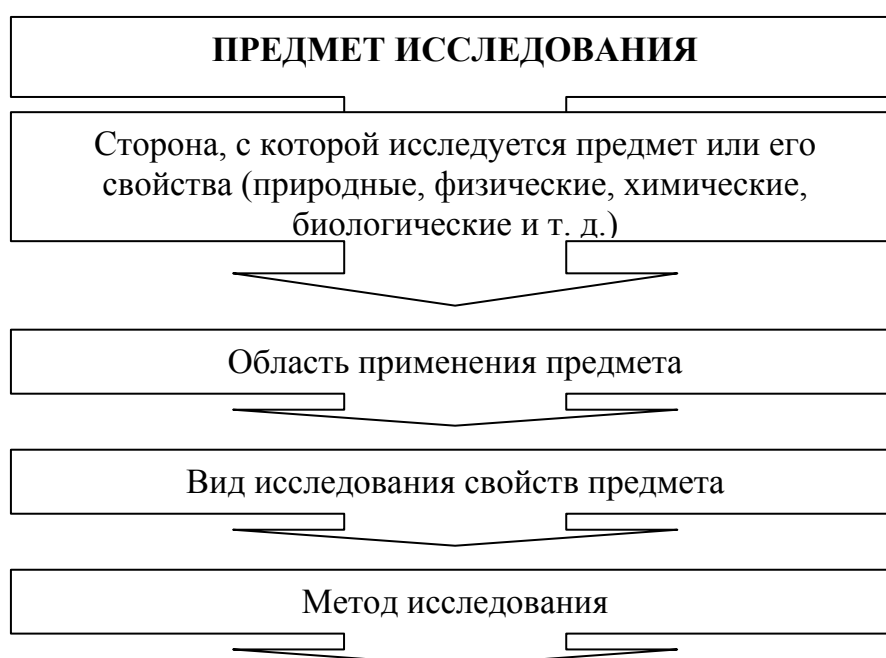 ПРЕДМЕТ ИССЛЕДОВАНИЯ
Сторона, с которой исследуется предмет или его
свойства (природные, физические, химические,
биологические и т. д.)
Область применения предмета
Вид исследования свойств предмета
Метод исследования